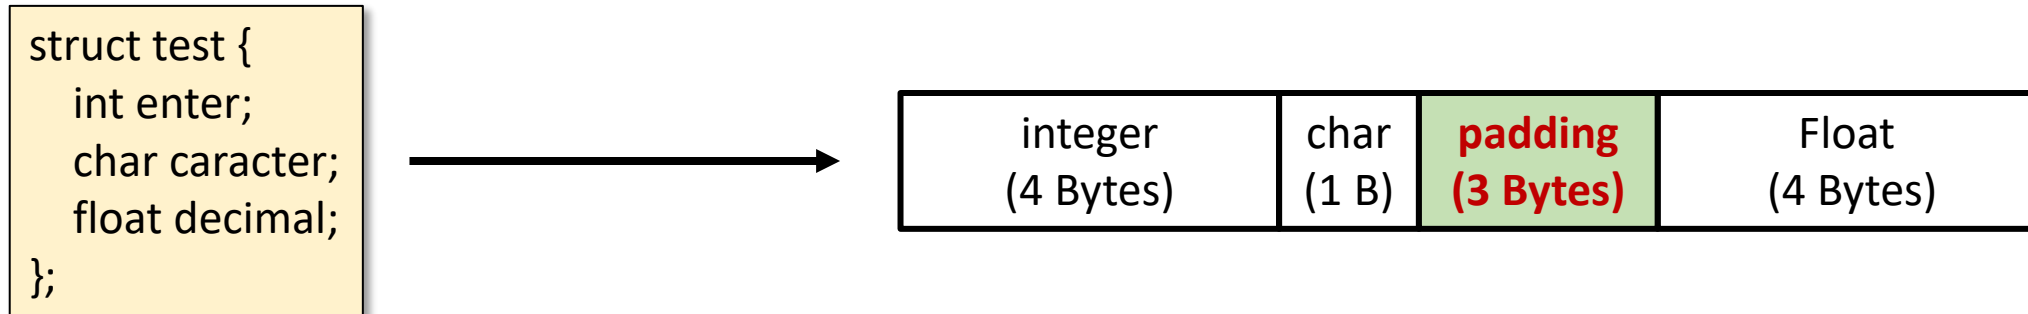 struct test {
int enter;
char caracter;
float decimal;
};
integer
(4 Bytes)
char
(1 B)
padding
(3 Bytes)
Float
(4 Bytes)